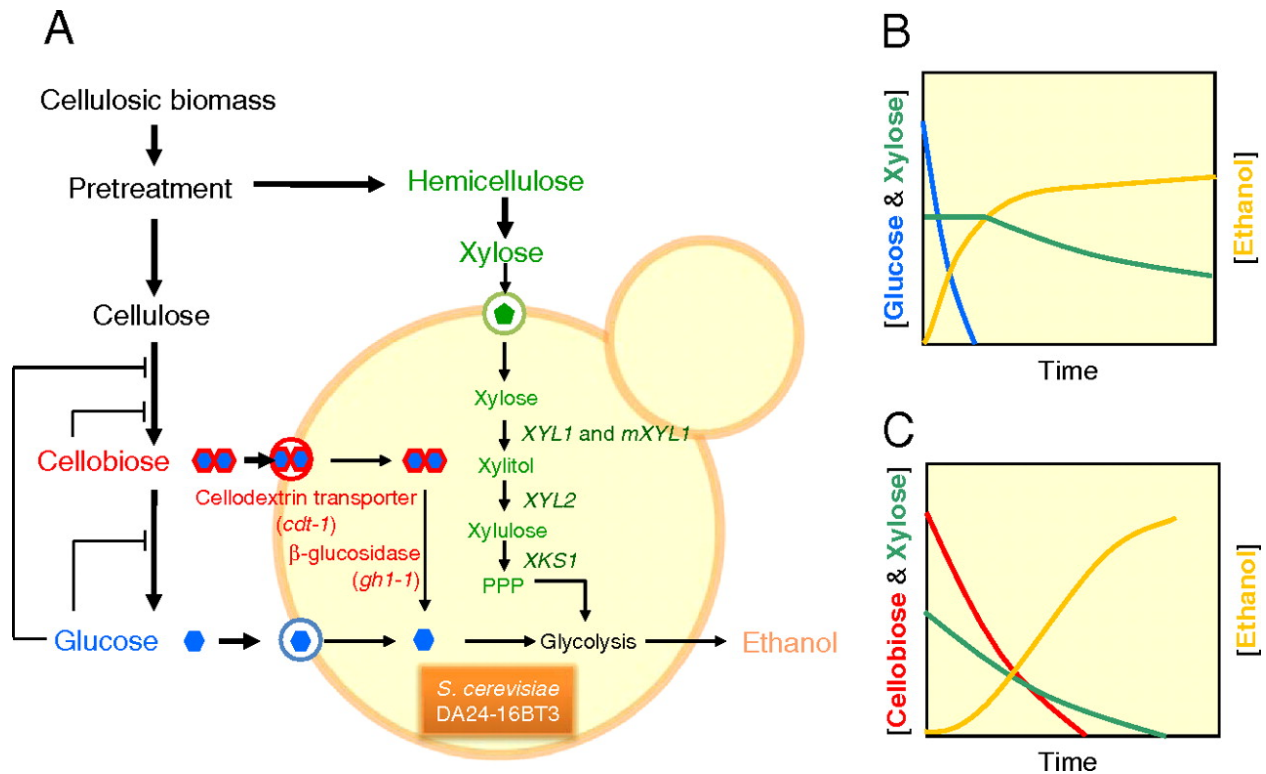 A
Cellulosic biomass
Pretreatment
Hemicellulose
Xylose
Cellulose
Xylose
XYL1 and mXYL1
Cellobiose
Xylitol
Cellodextrin transporter
(cdt-1)
XYL2
Xylulose
β-glucosidase
(gh1-1)
XKS1
PPP
Glucose
Glycolysis
Ethanol
S. cerevisiae
DA24-16BT3
B
[Glucose & Xylose]
[Ethanol]
Time
C
[Cellobiose & Xylose]
[Ethanol]
Time